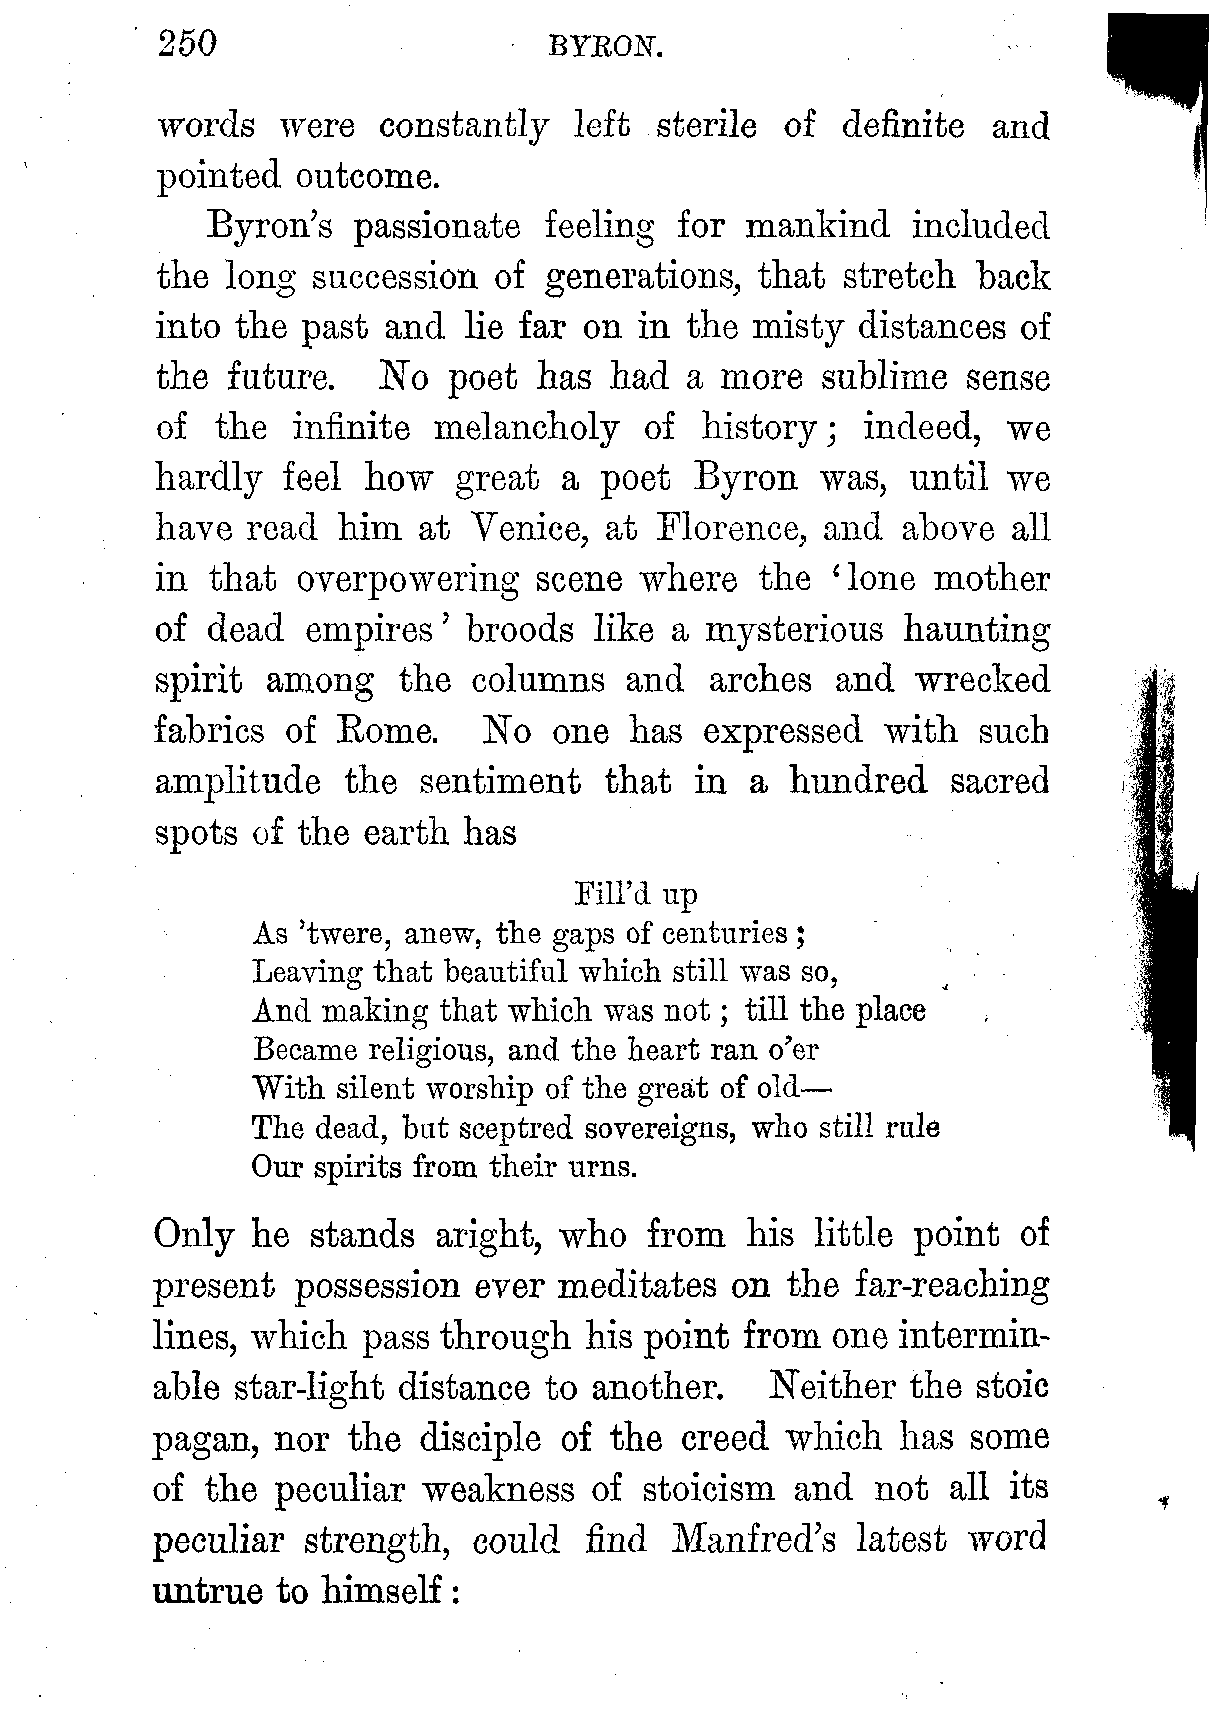 250 BYRON.
words were constantly left sterile of definite and
pointed outcome.
Byron's passionate feeling for mankind included
the long succession of generations, that stretch back
into the past and lie far on in the misty distances of
the future. No poet has had a more sublime sense
of the infinite melancholy of history; indeed, we
hardly feel how great a poet Byron was, until we
have read him at Venice, at Florence, and above all
in that overpowering scene where the 'lone mother
of dead empires' broods like a mysterious haunting
spirit among the columns and arches and wrecked
fabrics of Rome. No one has expressed with such
amplitude the sentiment that in a hundred sacred
spots of the earth has
Fill'd up
As 'twere, anew, the gaps of centuries;
Leaving that beautiful which still was so,
And making that which was not; till the place
Became religious, and the heart ran o'er
With silent worship of the great of old—
The dead, but sceptred sovereigns, who still rule
Our spirits from their urns.
Only he stands aright, who from his little point of
present possession ever meditates on the far-reaching
lines, which pass through his point from one intermin-
able star-light distance to another. Neither the stoic
pagan, nor the disciple of the creed which has some
of the peculiar weakness of stoicism and not all its
peculiar strength, could find Manfred's latest word
untrue to himself: